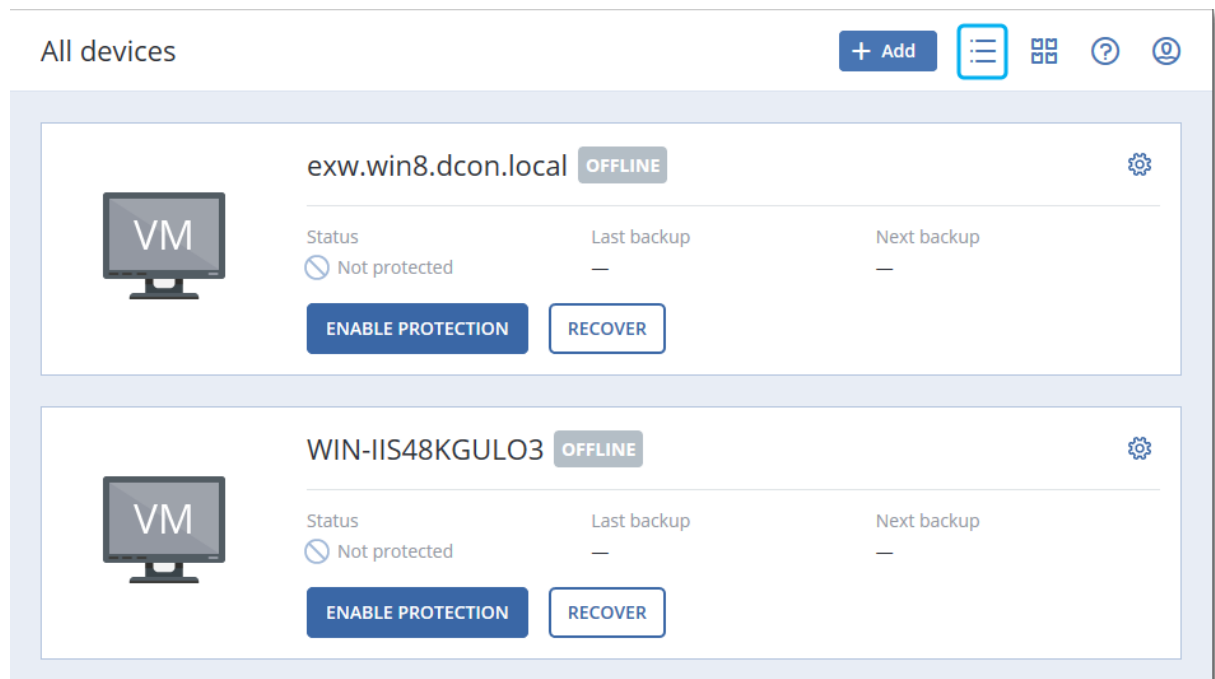 All devices + Add
exw.win8.dcon.local OFFLINE
VM
Status Last backup Next backup
Not protected — —
ENABLE PROTECTION RECOVER
WIN-IIS48KGULO3 OFFLINE
VM
Status Last backup Next backup
Not protected — —
ENABLE PROTECTION RECOVER